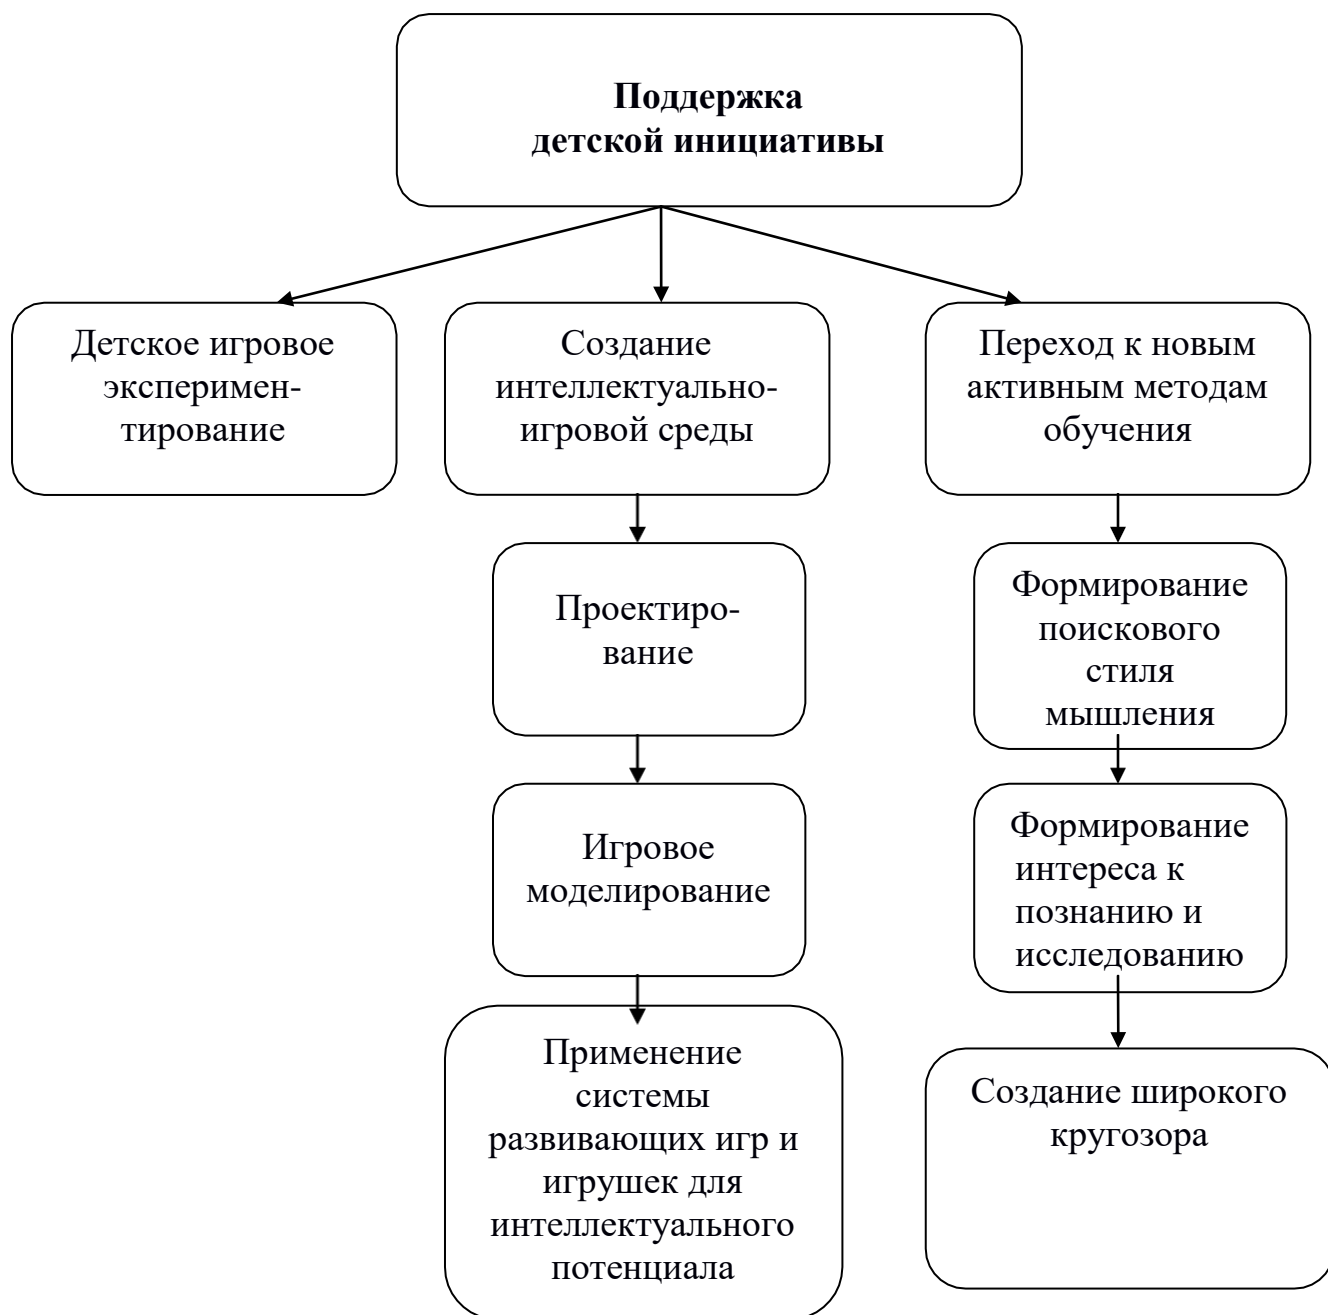 Поддержка
детской инициативы
Детское игровое
эксперимен-
тирование
Создание
интеллектуально-
игровой среды
Переход к новым
активным методам
обучения
Проектиро-
вание
Формирование
поискового
стиля
мышления
Игровое
моделирование
Формирование
интереса к
познанию и
исследованию
Применение
системы
развивающих игр и
игрушек для
интеллектуального
потенциала
Создание широкого
кругозора